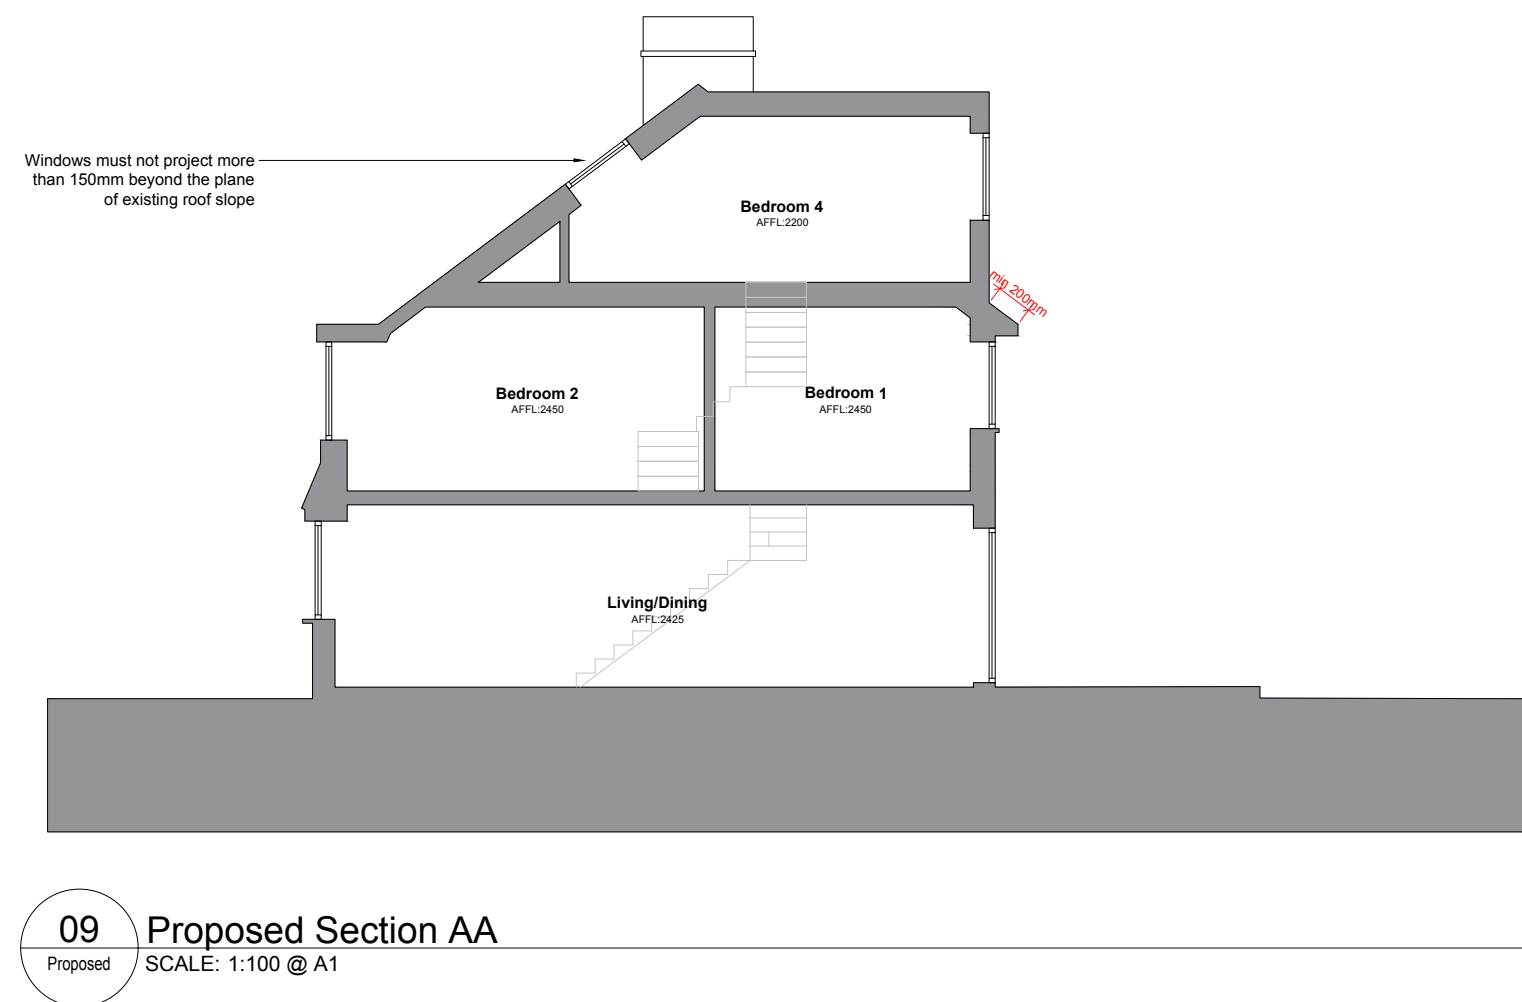 Windows must not project more
than 150mm beyond the plane
of existing roof slope
Bedroom 4
AFFL:2200
min 200mm
Bedroom 2
AFFL:2450
Bedroom 1
AFFL:2450
Living/Dining
AFFL:2425
09
Proposed
Proposed Section AA
SCALE: 1:100 @ A1